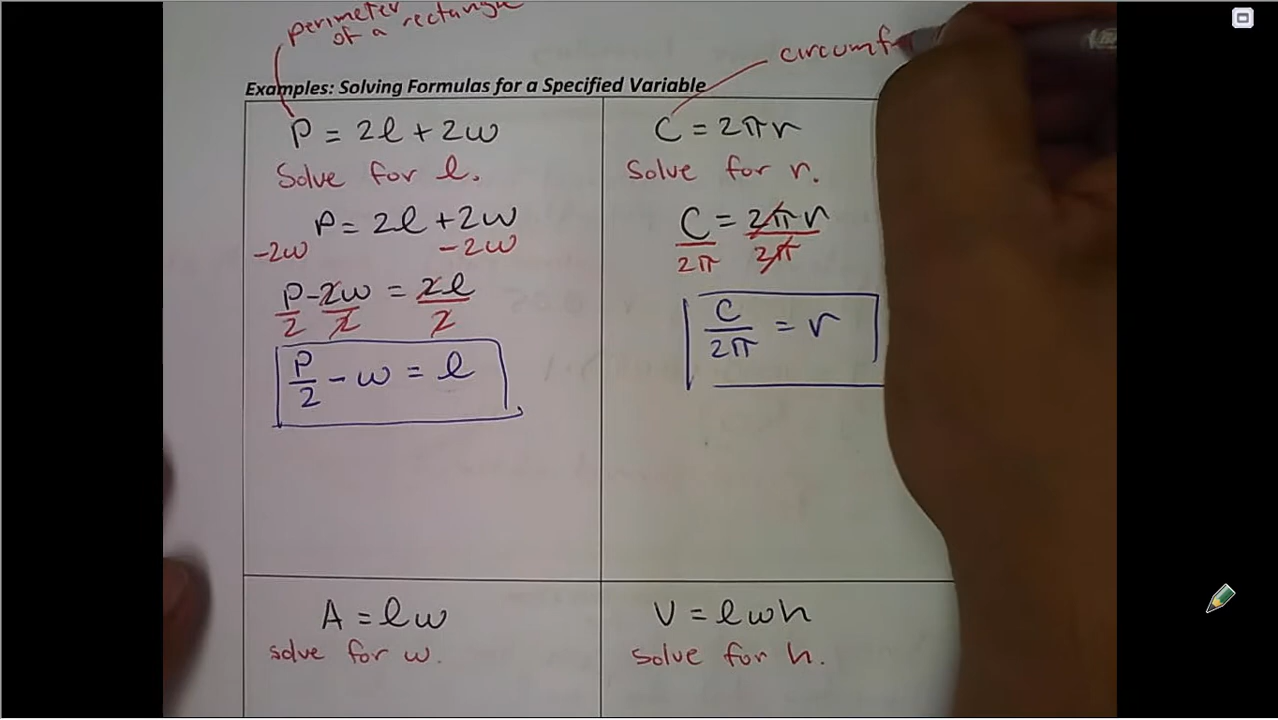 perimeter
of a rectangle
circumf
Examples: Solving Formulas for a Specified Variable
P = 2l + 2w
Solve for l.
P = 2l + 2w
-2w -2w
P - 2w = 2l
2 2 2
P/2 - w = l
C = 2πr
Solve for r.
C = 2πr
2π 2π
C/2π = r
A = lw
solve for w.
V = lwh
solve for h.